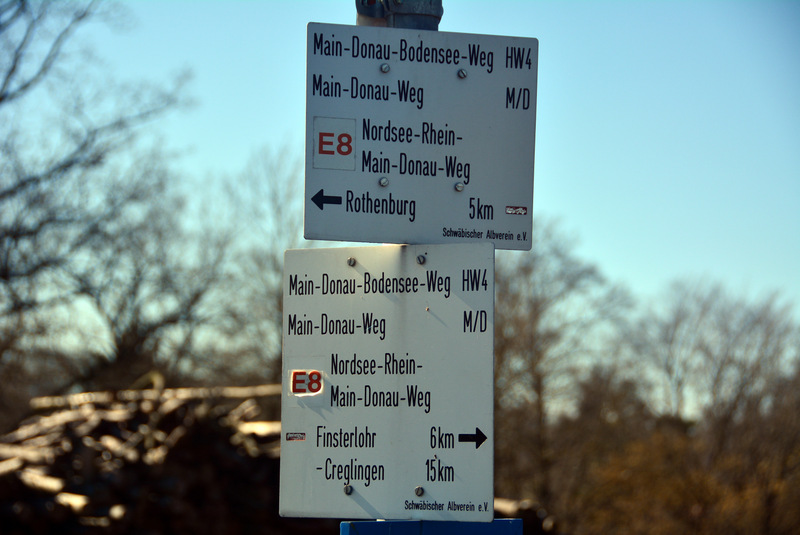 Main-Donau-Bodensee-Weg HW4
Main-Donau-Weg M/D
E8 Nordsee-Rhein-
Main-Donau-Weg
Rothenburg 5km
Schwäbischer Albverein e.V.
Main-Donau-Bodensee-Weg HW4
Main-Donau-Weg M/D
E8 Nordsee-Rhein-
Main-Donau-Weg
Finsterlohr 6km
-Creglingen 15km
Schwäbischer Albverein e.V.